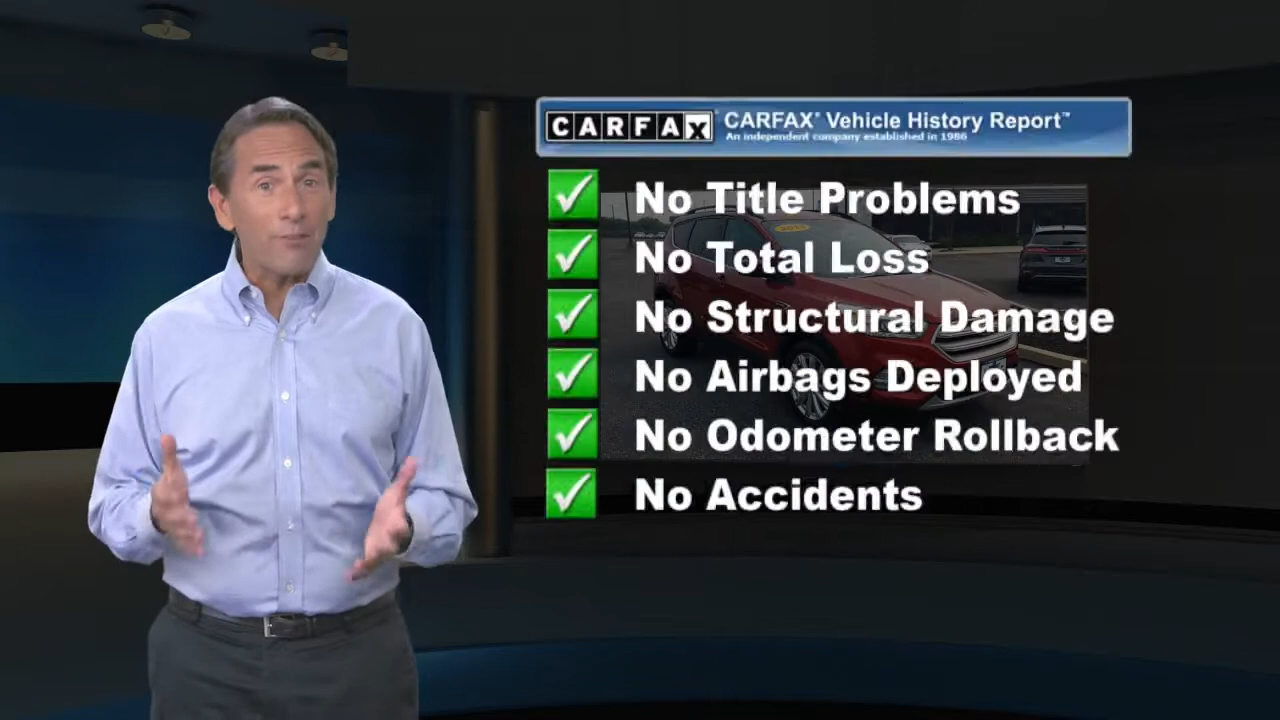 CARFAX CARFAX® Vehicle History Report™
An independent company established in 1986
No Title Problems
No Total Loss
No Structural Damage
No Airbags Deployed
No Odometer Rollback
No Accidents